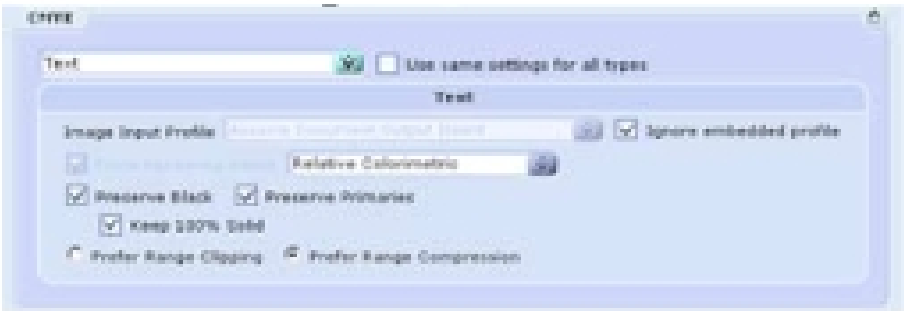 CMYK
Text Use same settings for all types
Text
Image Input Profile Ignore embedded profile
Relative Colorimetric
Preserve Black Preserve Primaries
Keep 100% Solid
Prefer Range Clipping Prefer Range Compression